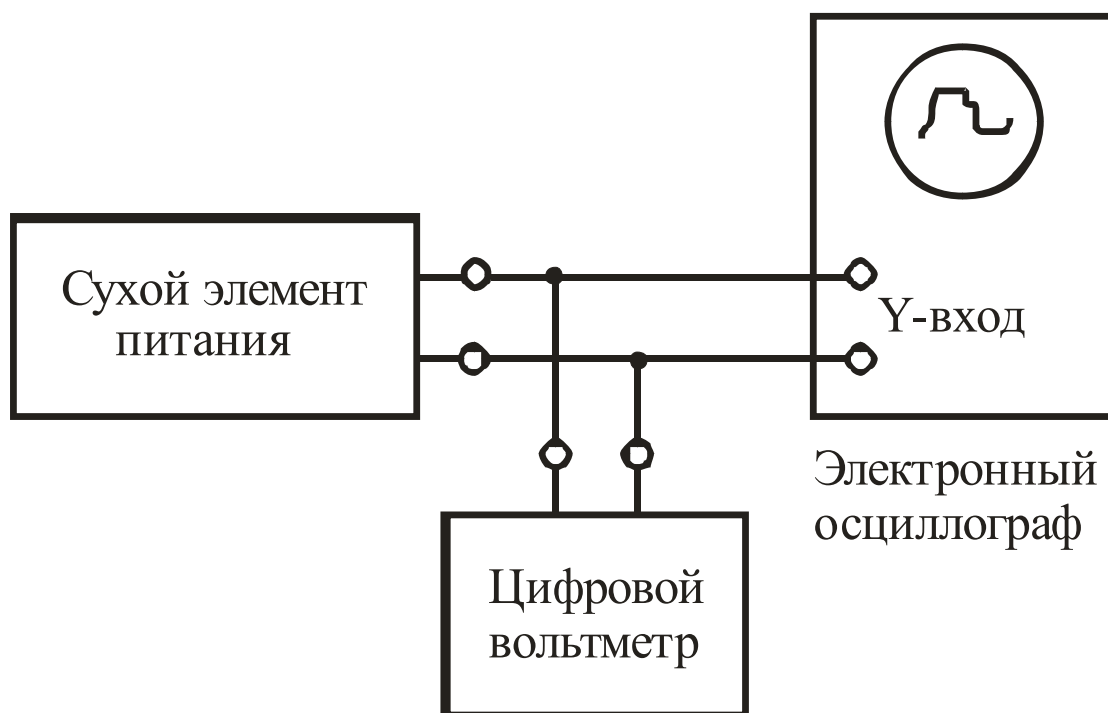 Сухой элемент
питания
Y-вход
Электронный
осциллограф
Цифровой
вольтметр